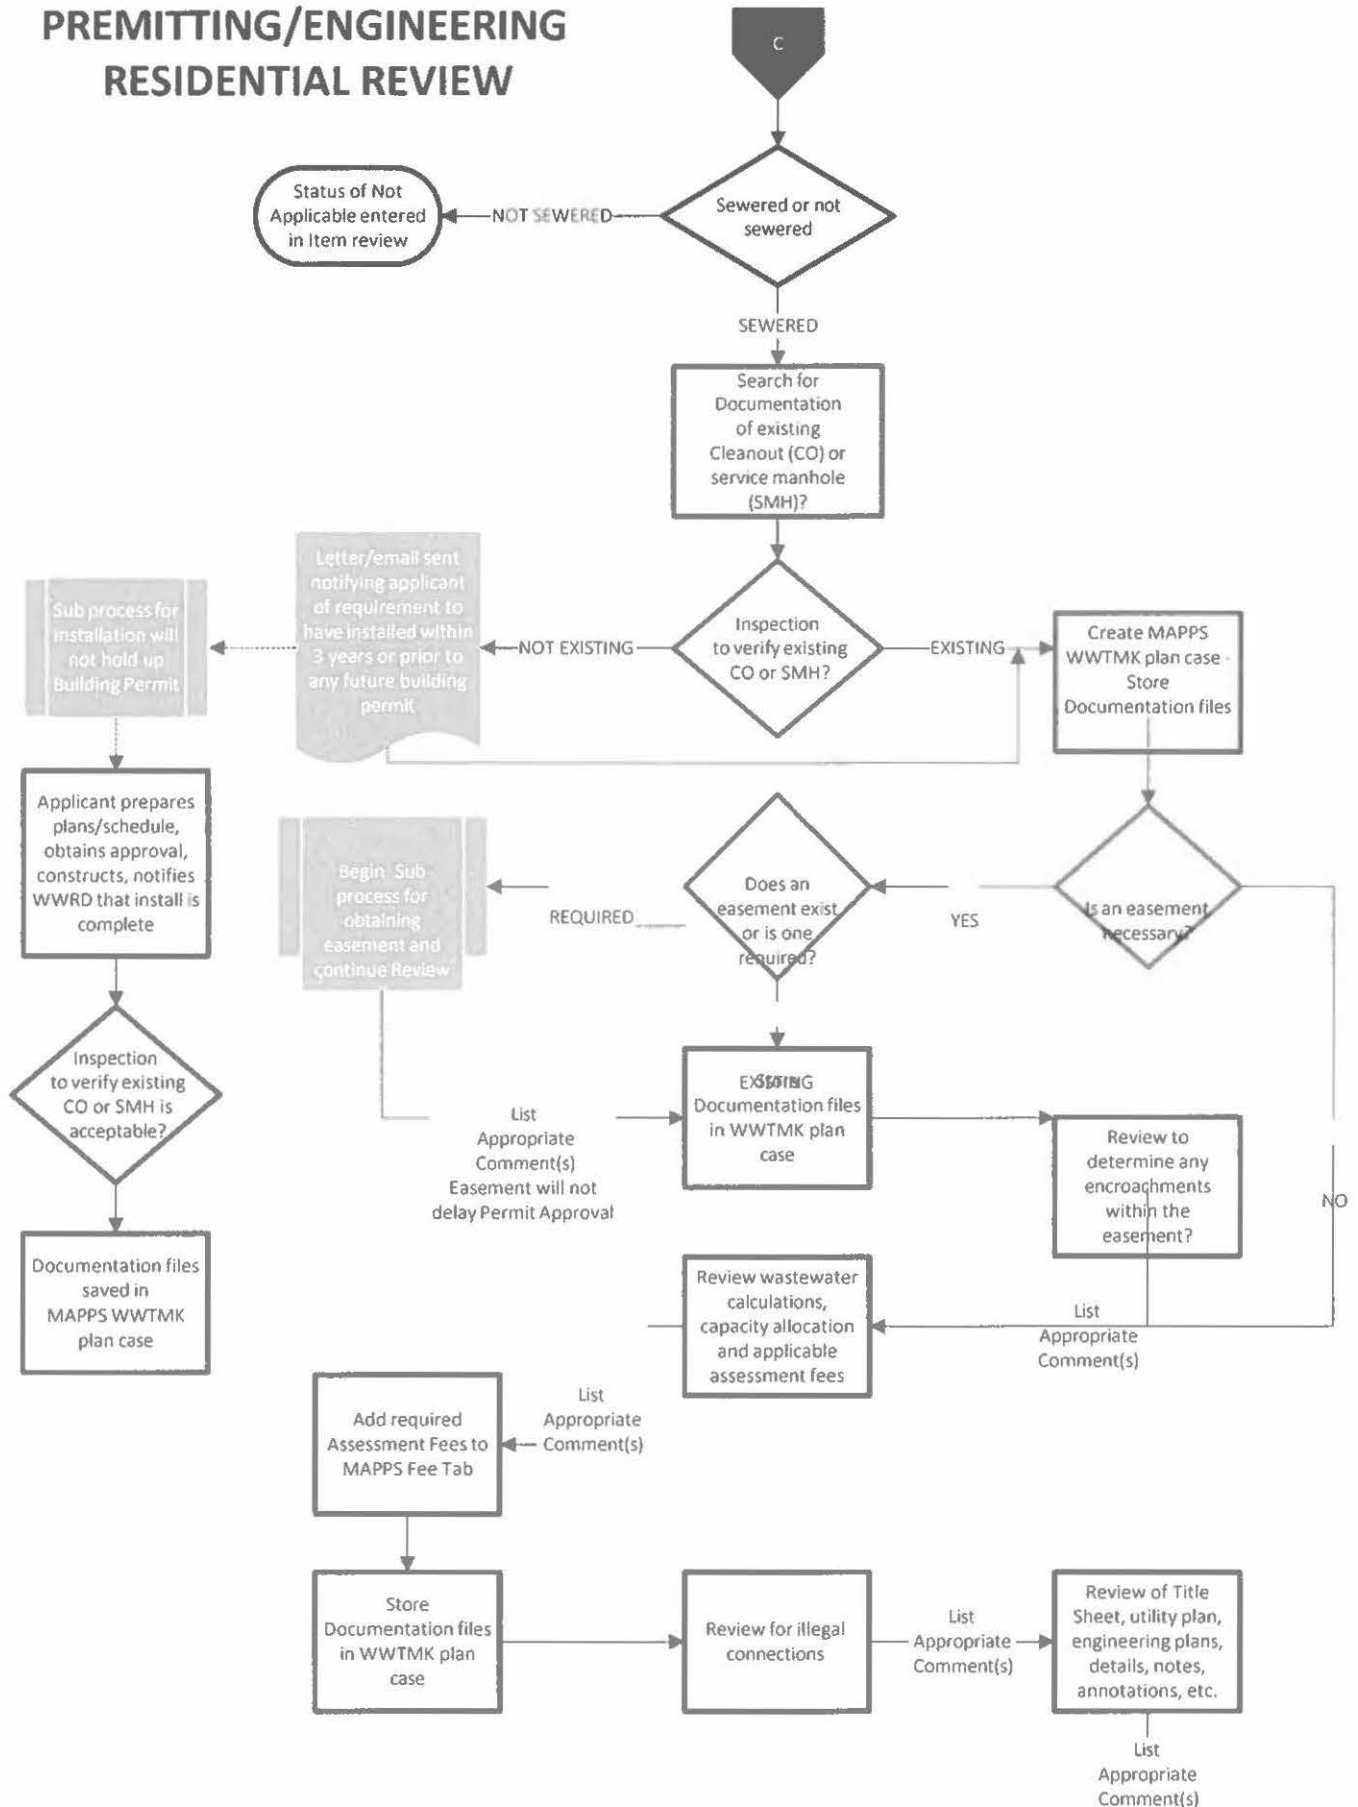 PREMITTING/ENGINEERING
RESIDENTIAL REVIEW
C
Sewered or not
sewered
NOT SEWERED
Status of Not
Applicable entered
in Item review
SEWERED
Search for
Documentation
of existing
Cleanout (CO) or
service manhole
(SMH)?
Inspection
to verify existing
CO or SMH?
NOT EXISTING
EXISTING
Letter/email sent
notifying applicant
of requirement to
have installed within
3 years or prior to
any future building
permit
Sub process for
installation will
not hold up
Building Permit
Applicant prepares
plans/schedule,
obtains approval,
constructs, notifies
WWRD that install is
complete
Inspection
to verify existing
CO or SMH is
acceptable?
Documentation files
saved in
MAPPS WWTMK
plan case
Create MAPPS
WWTMK plan case -
Store
Documentation files
Is an easement
necessary?
YES
NO
Does an
easement exist
or is one
required?
REQUIRED
Begin Sub
process for
obtaining
easement and
continue Review
List
Appropriate
Comment(s)
Easement will not
delay Permit Approval
EXISTING
Store
Documentation files
in WWTMK plan
case
Review to
determine any
encroachments
within the
easement?
List
Appropriate
Comment(s)
Review wastewater
calculations,
capacity allocation
and applicable
assessment fees
List
Appropriate
Comment(s)
Add required
Assessment Fees to
MAPPS Fee Tab
Store
Documentation files
in WWTMK plan
case
Review for illegal
connections
List
Appropriate
Comment(s)
Review of Title
Sheet, utility plan,
engineering plans,
details, notes,
annotations, etc.
List
Appropriate
Comment(s)